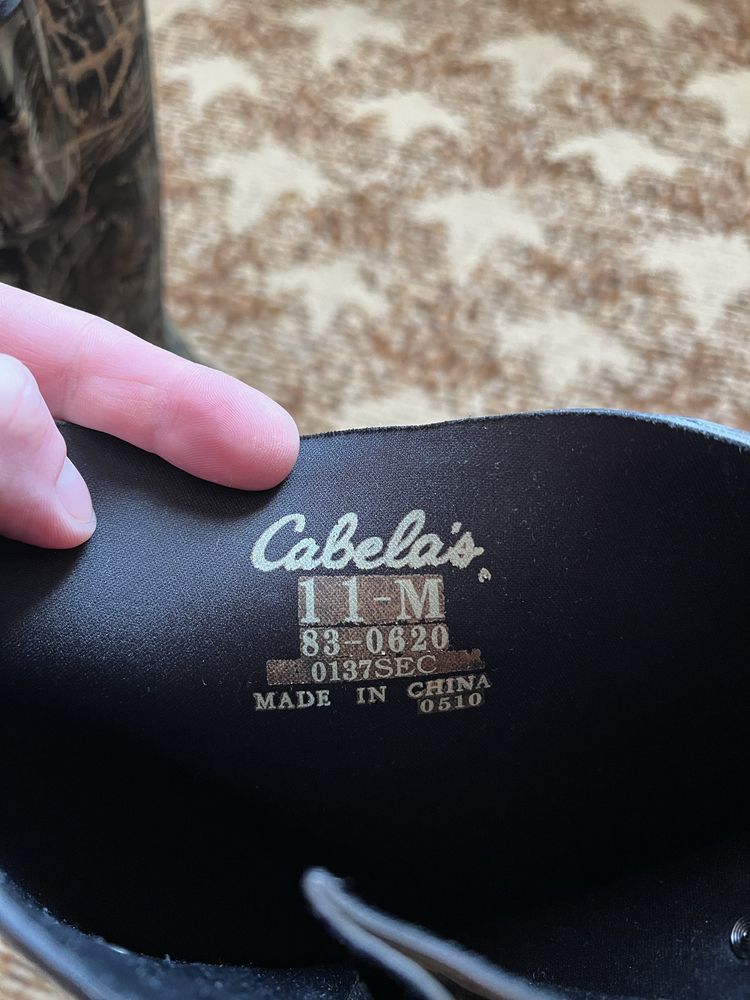 Cabela's
11-M
83-0620
0137SEC
MADE IN CHINA
0510